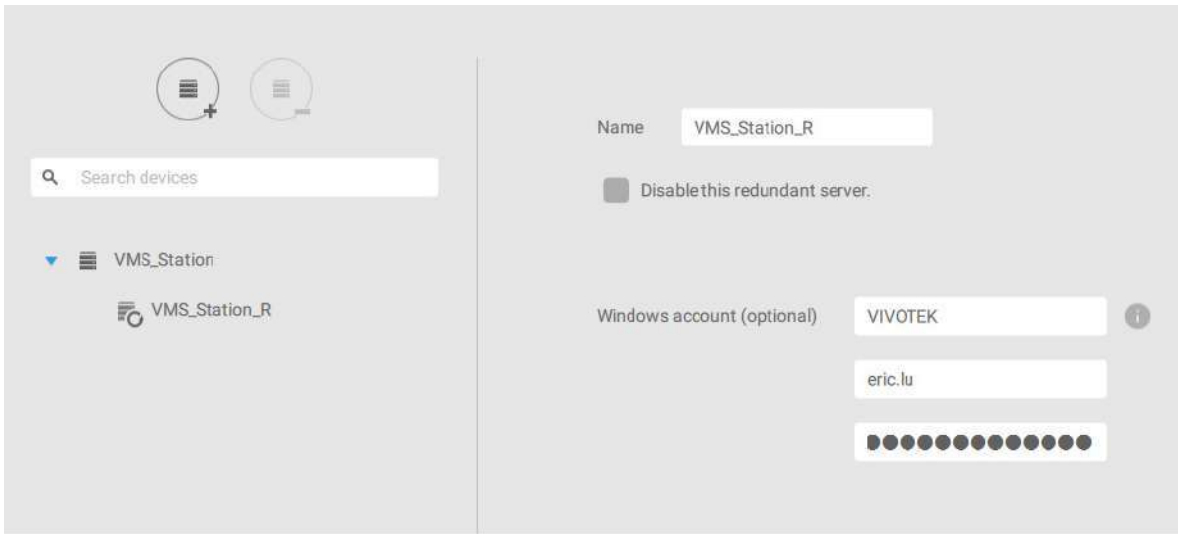 Search devices
VMS_Station
VMS_Station_R
Name VMS_Station_R
Disable this redundant server.
Windows account (optional) VIVOTEK
eric.lu